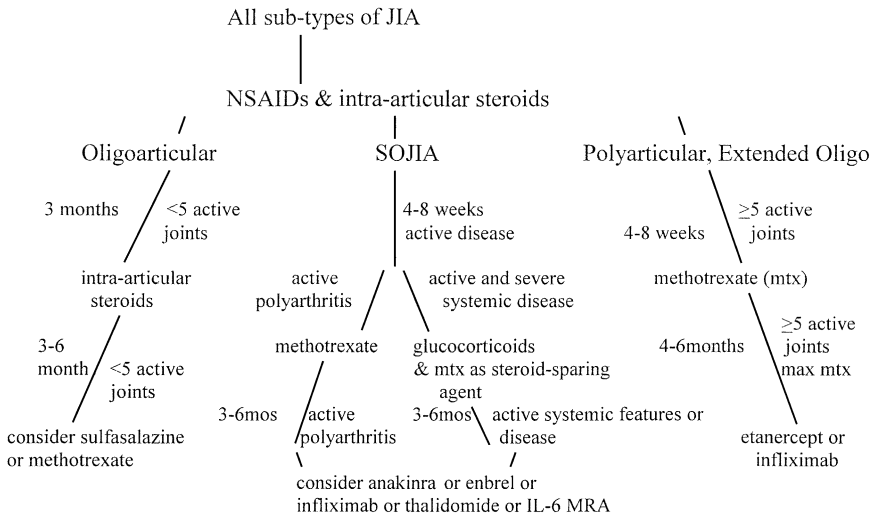 All sub-types of JIA
NSAIDs & intra-articular steroids
Oligoarticular
3 months
<5 active
joints
intra-articular
steroids
3-6
month
<5 active
joints
consider sulfasalazine
or methotrexate
SOJIA
4-8 weeks
active disease
active
polyarthritis
methotrexate
3-6mos
active
polyarthritis
active and severe
systemic disease
glucocorticoids
& mtx as steroid-sparing
agent
3-6mos
active systemic features or
disease
consider anakinra or enbrel or
infliximab or thalidomide or IL-6 MRA
Polyarticular, Extended Oligo
4-8 weeks
≥5 active
joints
methotrexate (mtx)
4-6months
≥5 active
joints
max mtx
etanercept or
infliximab